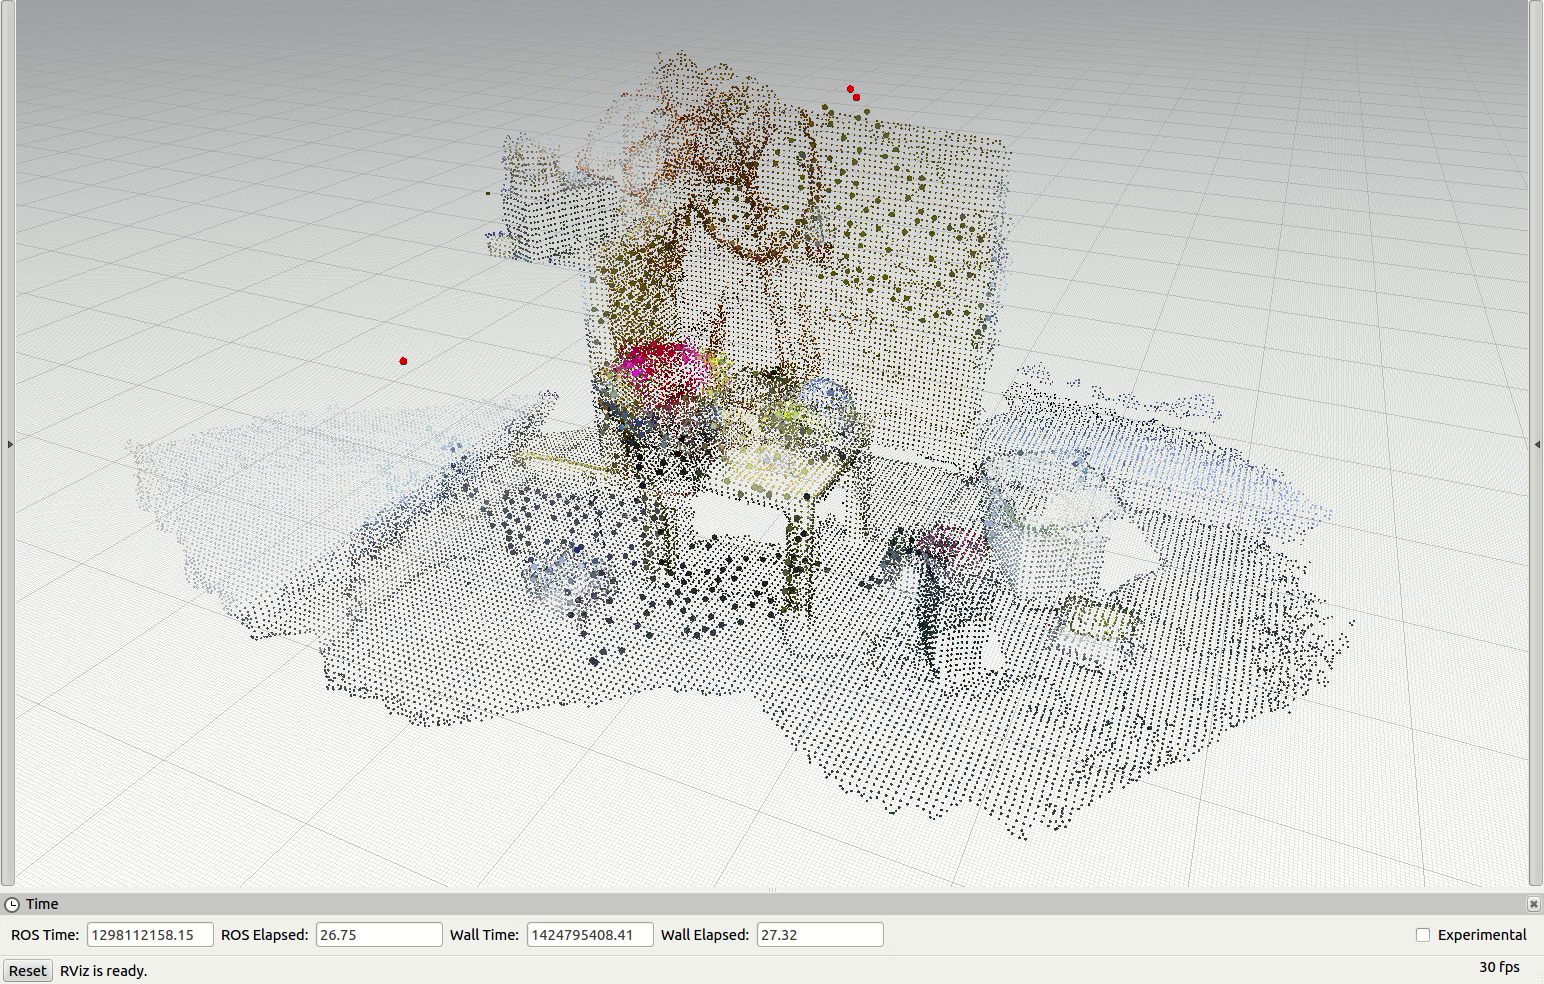 Time
ROS Time: 1298112158.15 ROS Elapsed: 26.75 Wall Time: 1424795408.41 Wall Elapsed: 27.32 Experimental
Reset RViz is ready. 30 fps